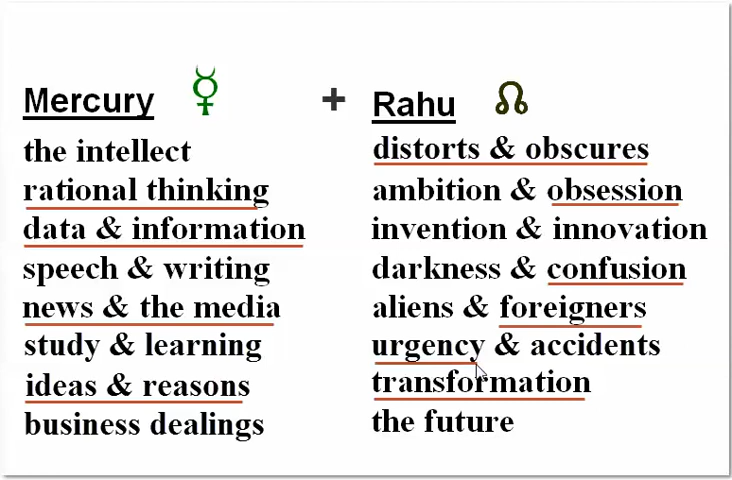 Mercury ☿ + Rahu ☊
the intellect
rational thinking
data & information
speech & writing
news & the media
study & learning
ideas & reasons
business dealings
distorts & obscures
ambition & obsession
invention & innovation
darkness & confusion
aliens & foreigners
urgency & accidents
transformation
the future